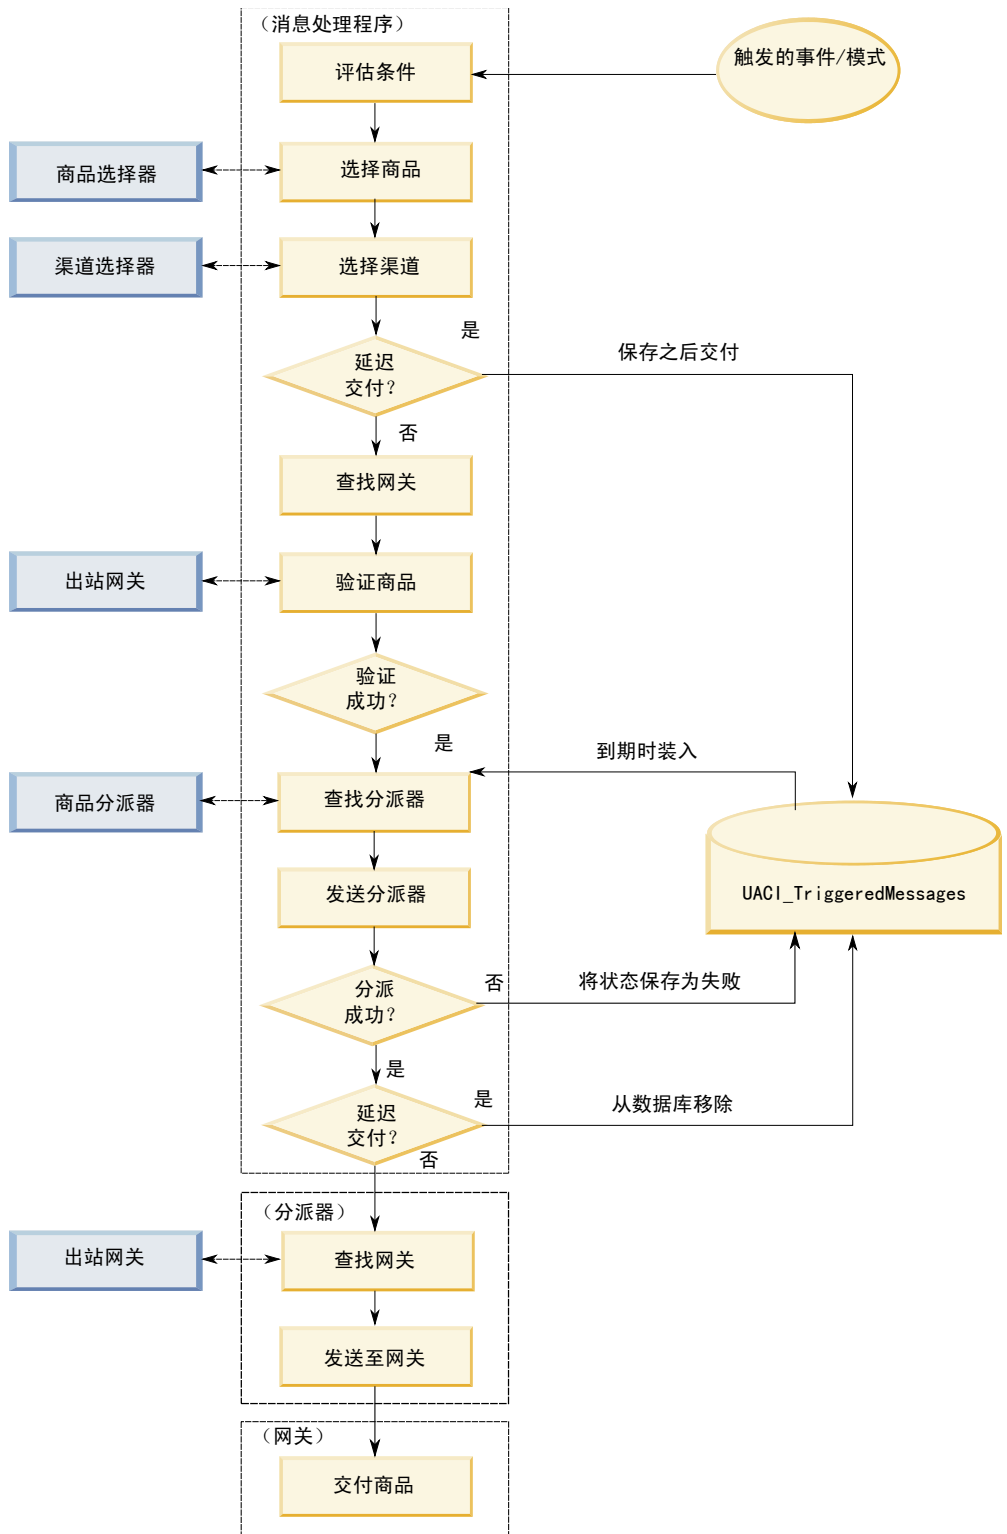 （消息处理程序）
触发的事件/模式
评估条件
商品选择器
选择商品
渠道选择器
选择渠道
是
延迟
交付？
保存之后交付
否
查找网关
出站网关
验证商品
验证
成功？
是
到期时装入
商品分派器
查找分派器
UACI_TriggeredMessages
发送分派器
分派
成功？
否
将状态保存为失败
是
延迟
交付？
是
从数据库移除
否
（分派器）
出站网关
查找网关
发送至网关
（网关）
交付商品